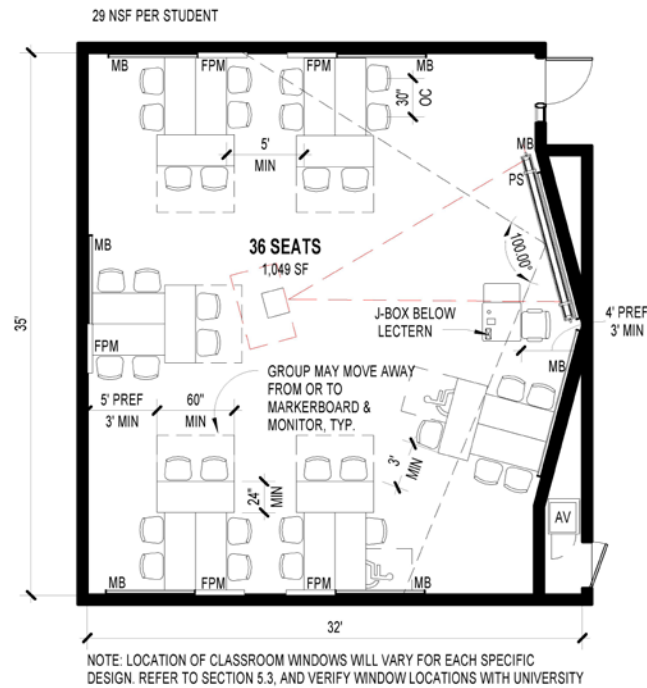 29 NSF PER STUDENT
MB
FPM
FPM
MB
30"
OC
5'
MIN
MB
PS
100.00°
36 SEATS
1,049 SF
MB
35'
J-BOX BELOW
LECTERN
4' PREF
3' MIN
FPM
MB
GROUP MAY MOVE AWAY
FROM OR TO
MARKERBOARD &
MONITOR, TYP.
5' PREF
3' MIN
60"
MIN
3'
MIN
24"
MIN
AV
MB
FPM
FPM
MB
32'
NOTE: LOCATION OF CLASSROOM WINDOWS WILL VARY FOR EACH SPECIFIC
DESIGN. REFER TO SECTION 5.3, AND VERIFY WINDOW LOCATIONS WITH UNIVERSITY